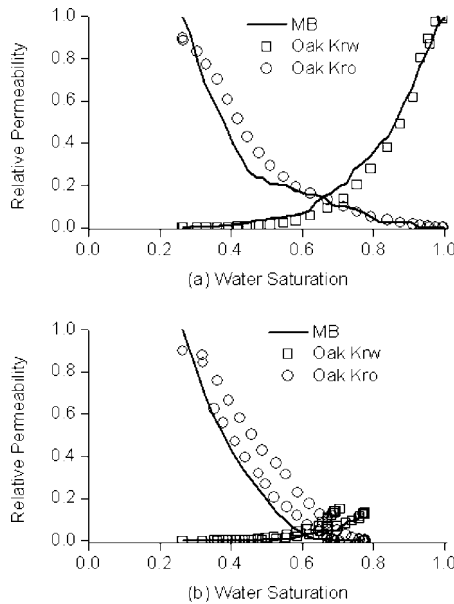 1.0
0.8
0.6
0.4
0.2
0.0
Relative Permeability
MB
Oak Krw
Oak Kro
0.0 0.2 0.4 0.6 0.8 1.0
(a) Water Saturation
1.0
0.8
0.6
0.4
0.2
0.0
Relative Permeability
MB
Oak Krw
Oak Kro
0.0 0.2 0.4 0.6 0.8 1.0
(b) Water Saturation